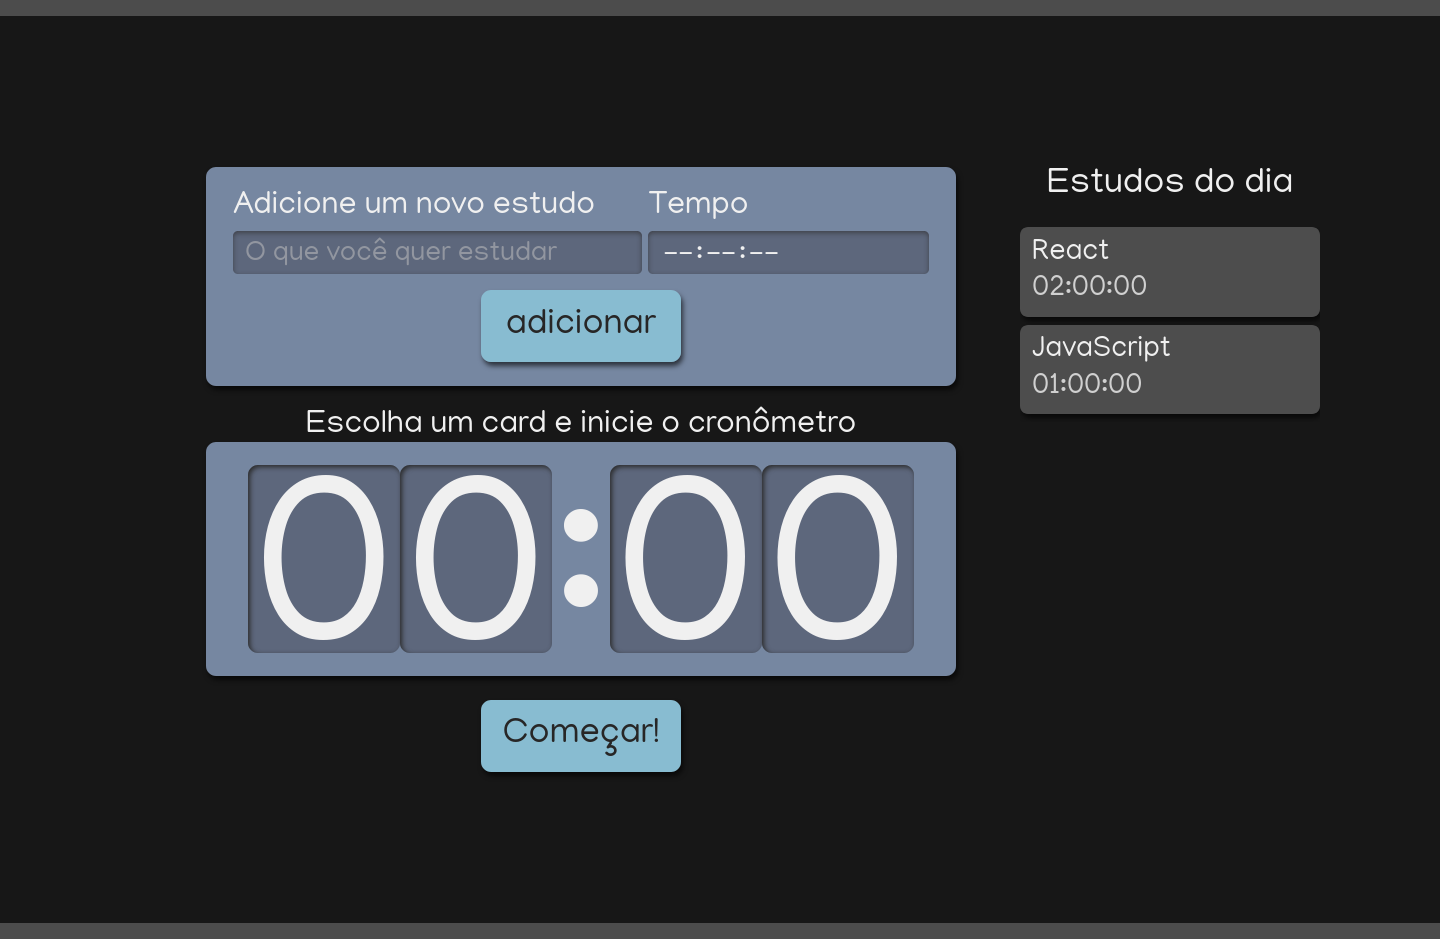 Adicione um novo estudo
Tempo
O que você quer estudar
--:--:--
adicionar
Escolha um card e inicie o cronômetro
00:00
Começar!
Estudos do dia
React
02:00:00
JavaScript
01:00:00